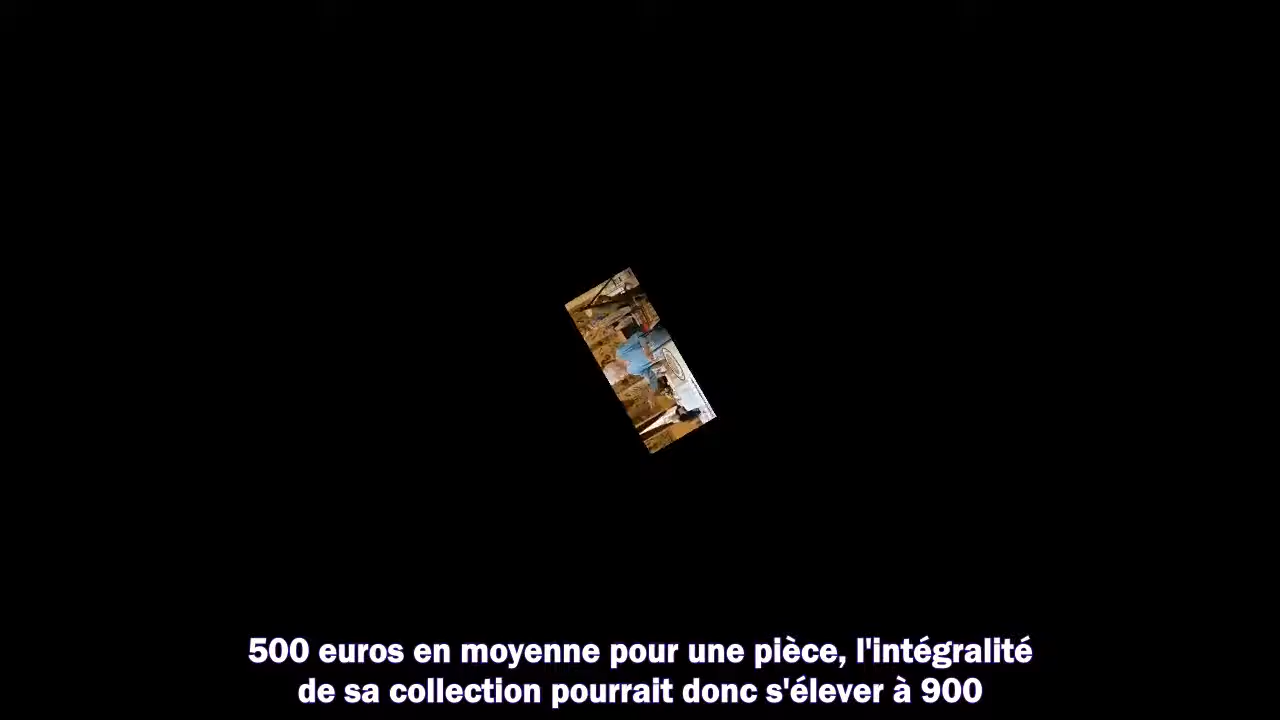 500 euros en moyenne pour une pièce, l'intégralité
de sa collection pourrait donc s'élever à 900